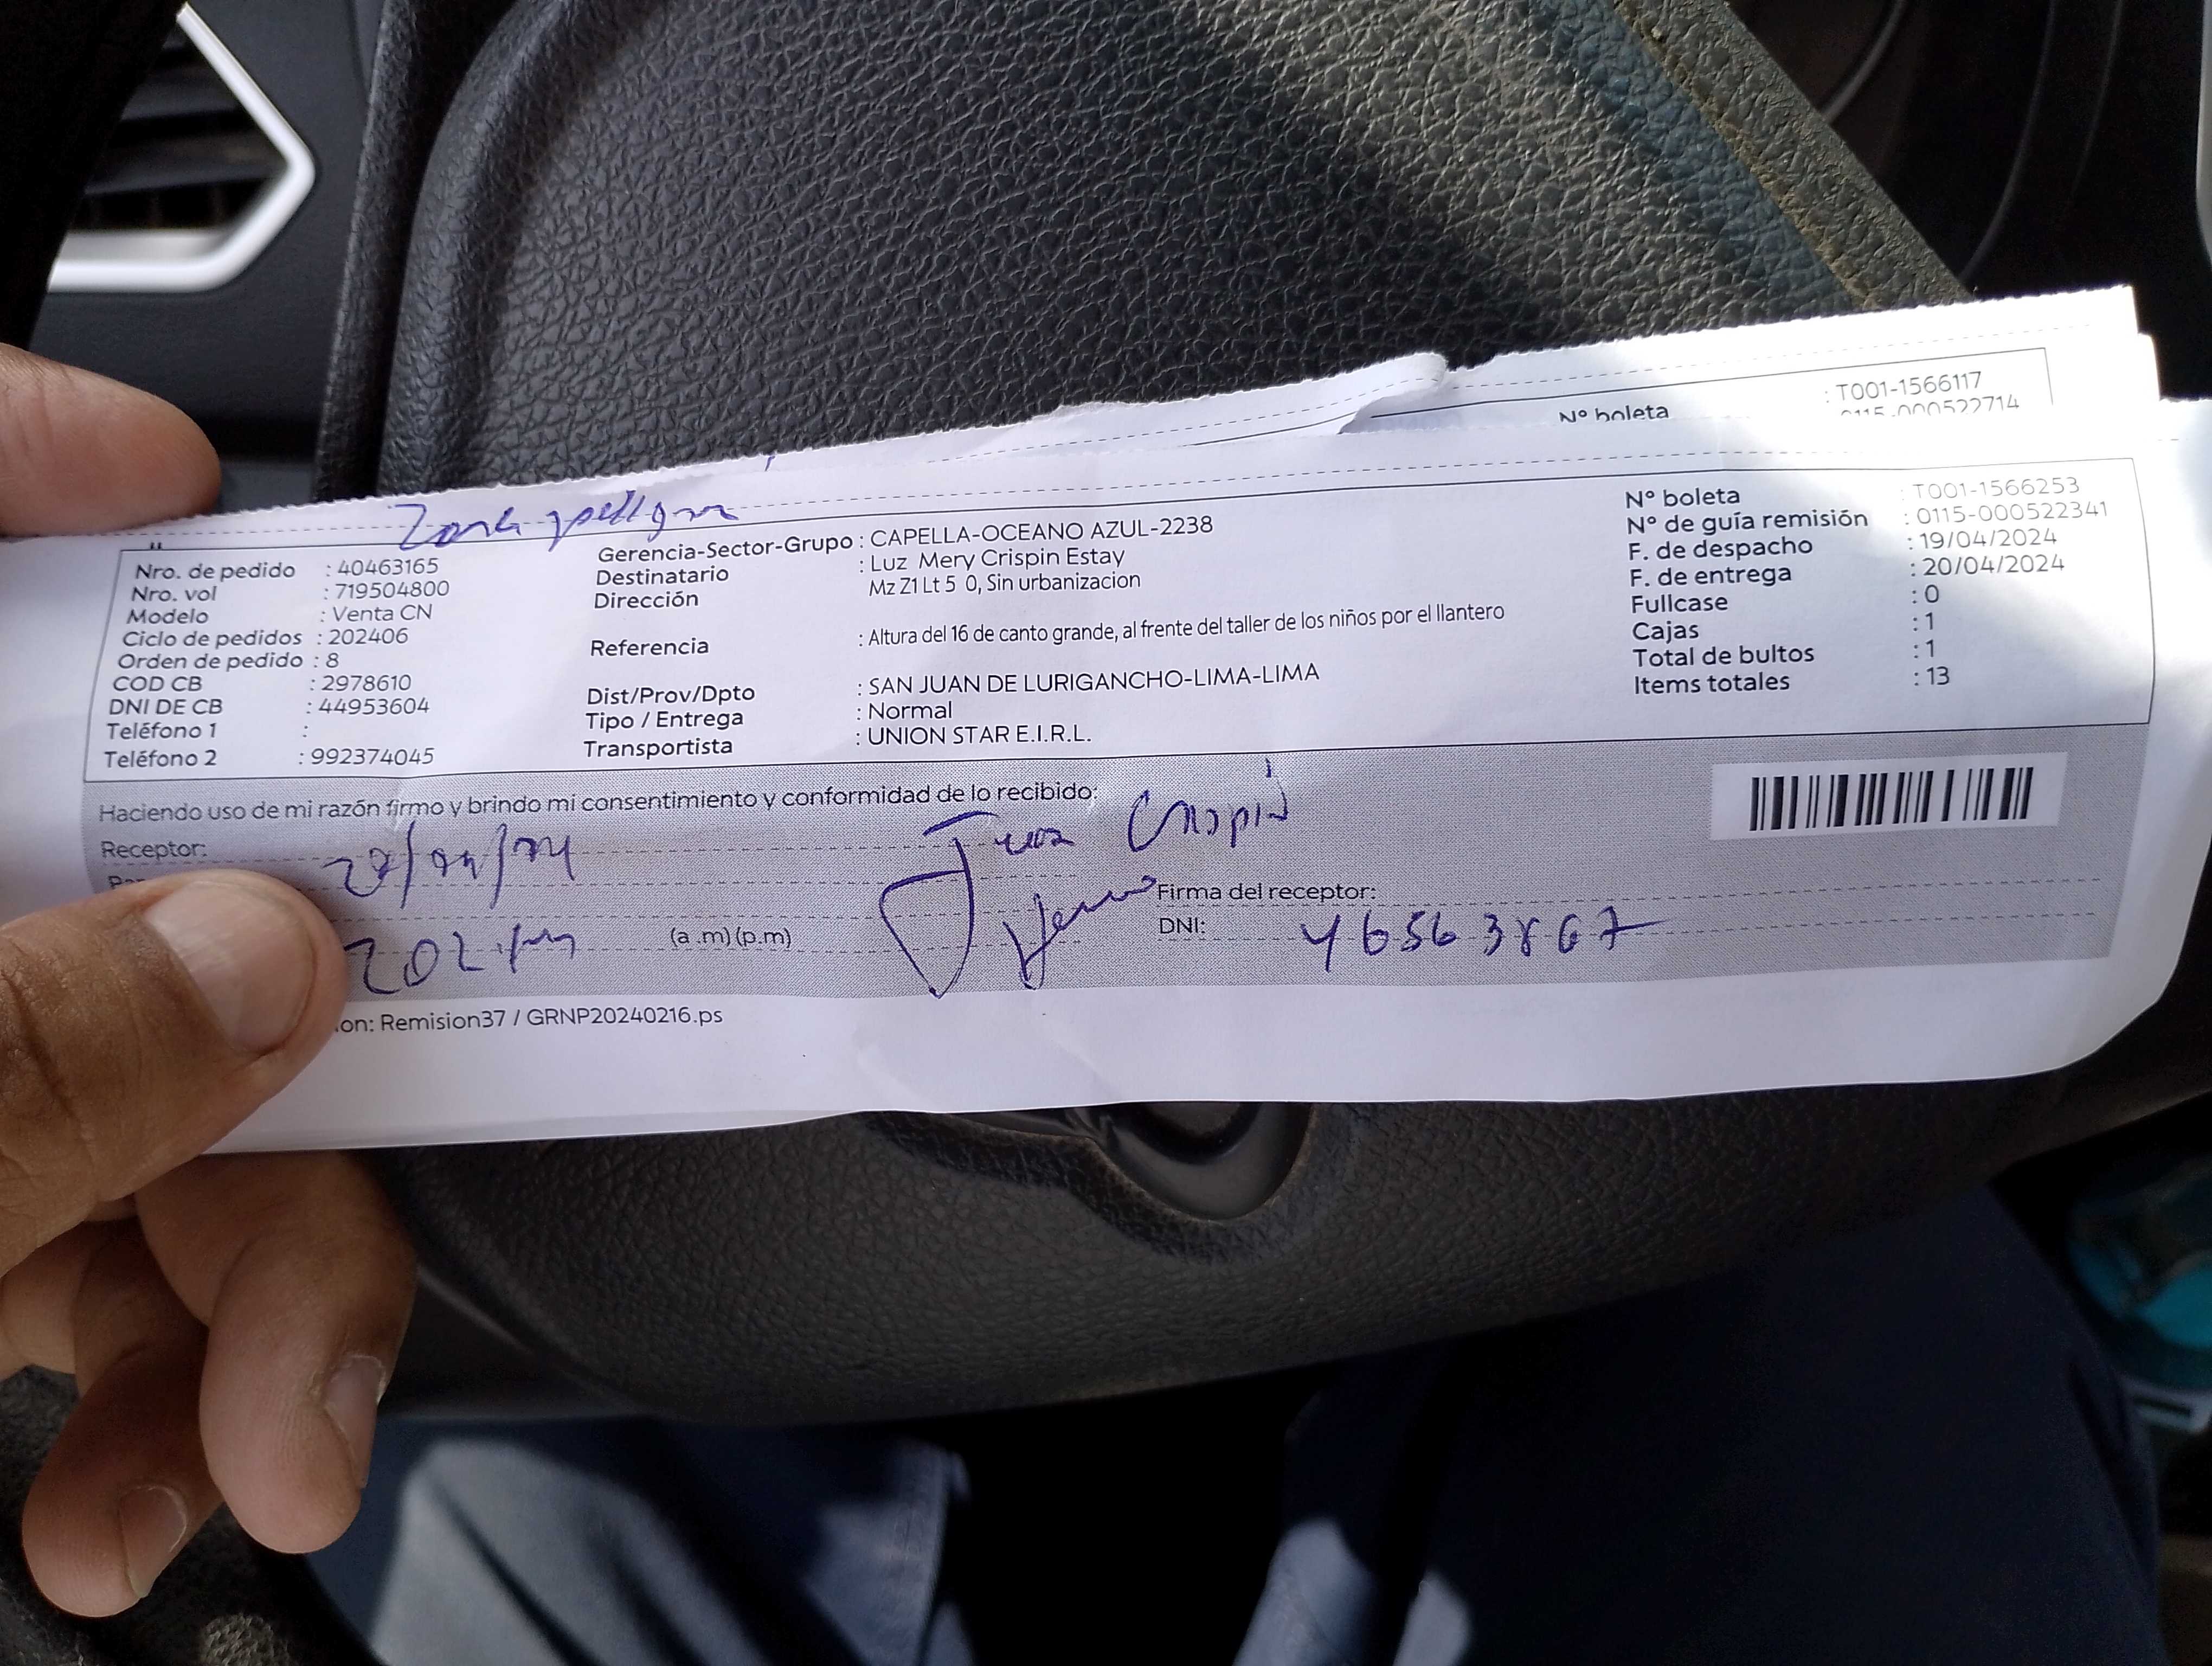 : T001-1566117
Nº boleta
Zona peligro
Nro. de pedido : 40463165
Nro. vol : 719504800
Modelo : Venta CN
Ciclo de pedidos : 202406
Orden de pedido : 8
COD CB : 2978610
DNI DE CB : 44953604
Teléfono 1 :
Teléfono 2 : 992374045
Gerencia-Sector-Grupo : CAPELLA-OCEANO AZUL-2238
Destinatario : Luz Mery Crispin Estay
Dirección Mz Z1 Lt 5 0, Sin urbanizacion
Referencia : Altura del 16 de canto grande, al frente del taller de los niños por el llantero
Dist/Prov/Dpto : SAN JUAN DE LURIGANCHO-LIMA-LIMA
Tipo / Entrega : Normal
Transportista : UNION STAR E.I.R.L.
Nº boleta : T001-1566253
Nº de guía remisión : 0115-000522341
F. de despacho : 19/04/2024
F. de entrega : 20/04/2024
Fullcase : 0
Cajas : 1
Total de bultos : 1
Items totales : 13
Haciendo uso de mi razón firmo y brindo mi consentimiento y conformidad de lo recibido:
Receptor:
Crispin
Firma del receptor:
(a .m) (p.m)
DNI: 46563867
on: Remision37 / GRNP20240216.ps